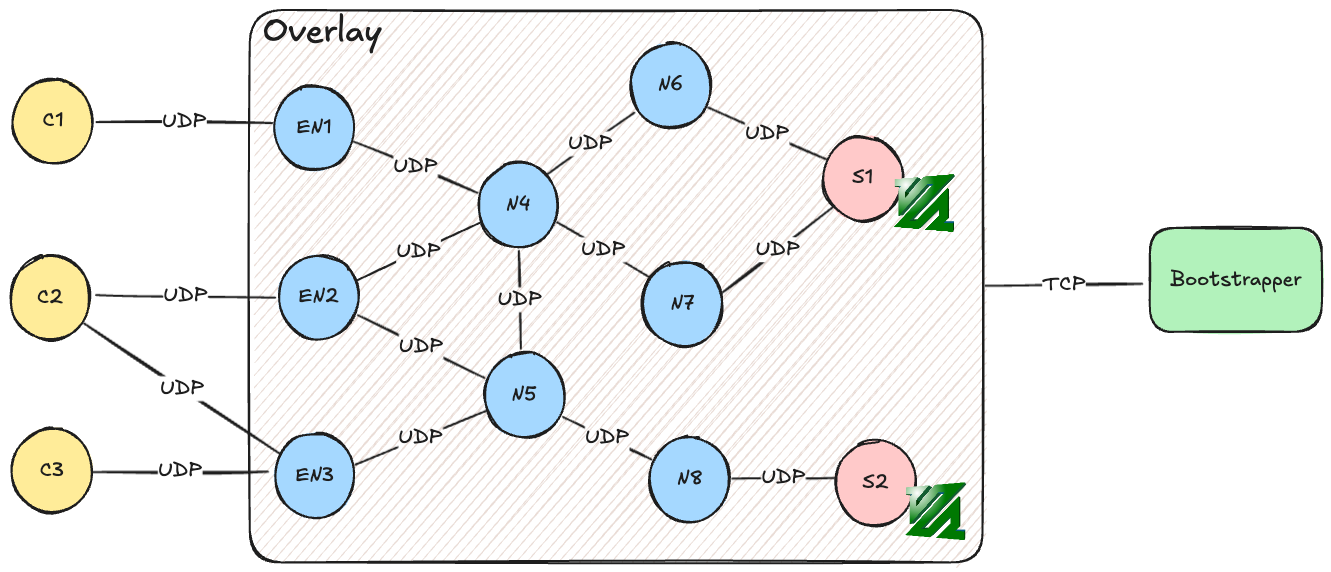 Overlay
N6
C1
UDP
EN1
UDP
UDP
UDP
S1
N4
UDP
UDP
UDP
C2
UDP
EN2
UDP
N7
TCP
Bootstrapper
UDP
UDP
N5
UDP
UDP
C3
UDP
EN3
N8
UDP
S2